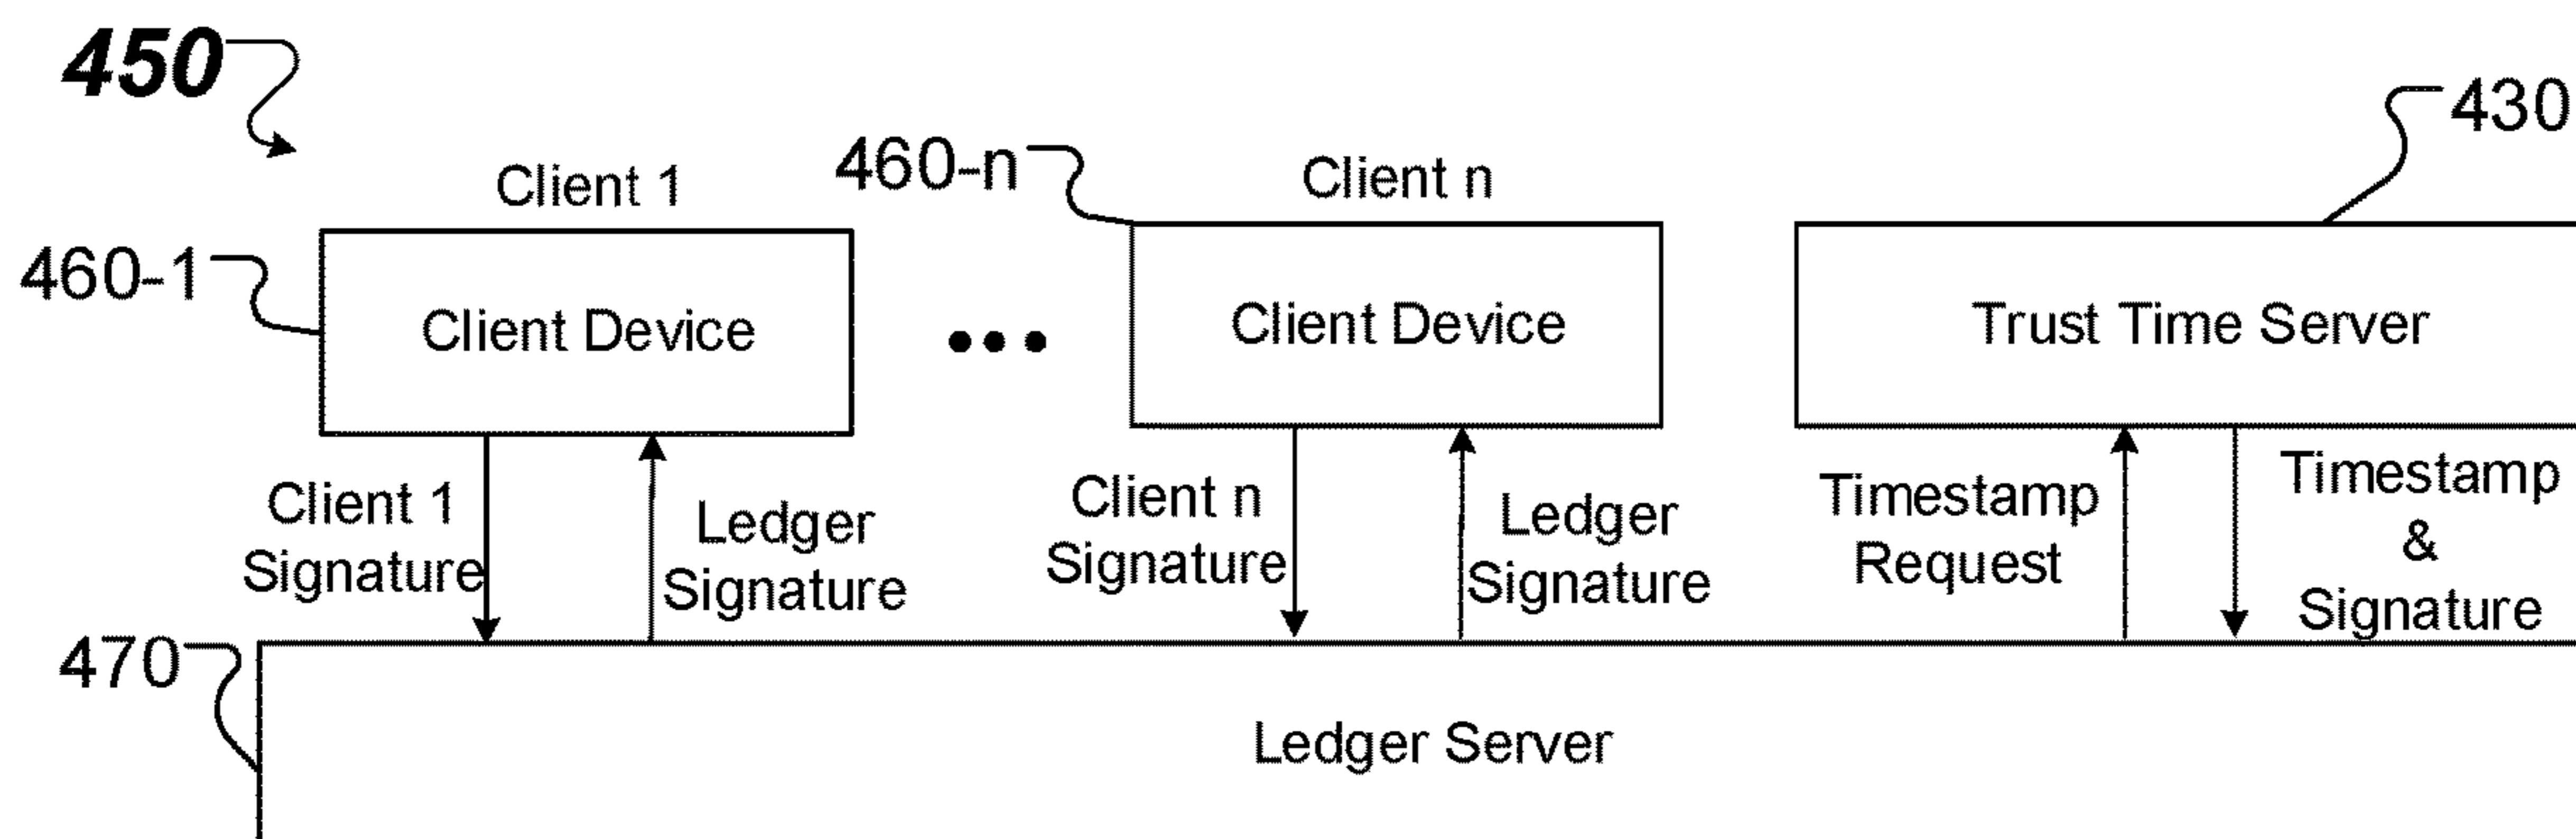 450
430
460-n
Client 1
Client n
460-1
Client Device
Client Device
Trust Time Server
Client 1
Signature
Ledger
Signature
Client n
Signature
Ledger
Signature
Timestamp
Request
Timestamp
&
Signature
470
Ledger Server